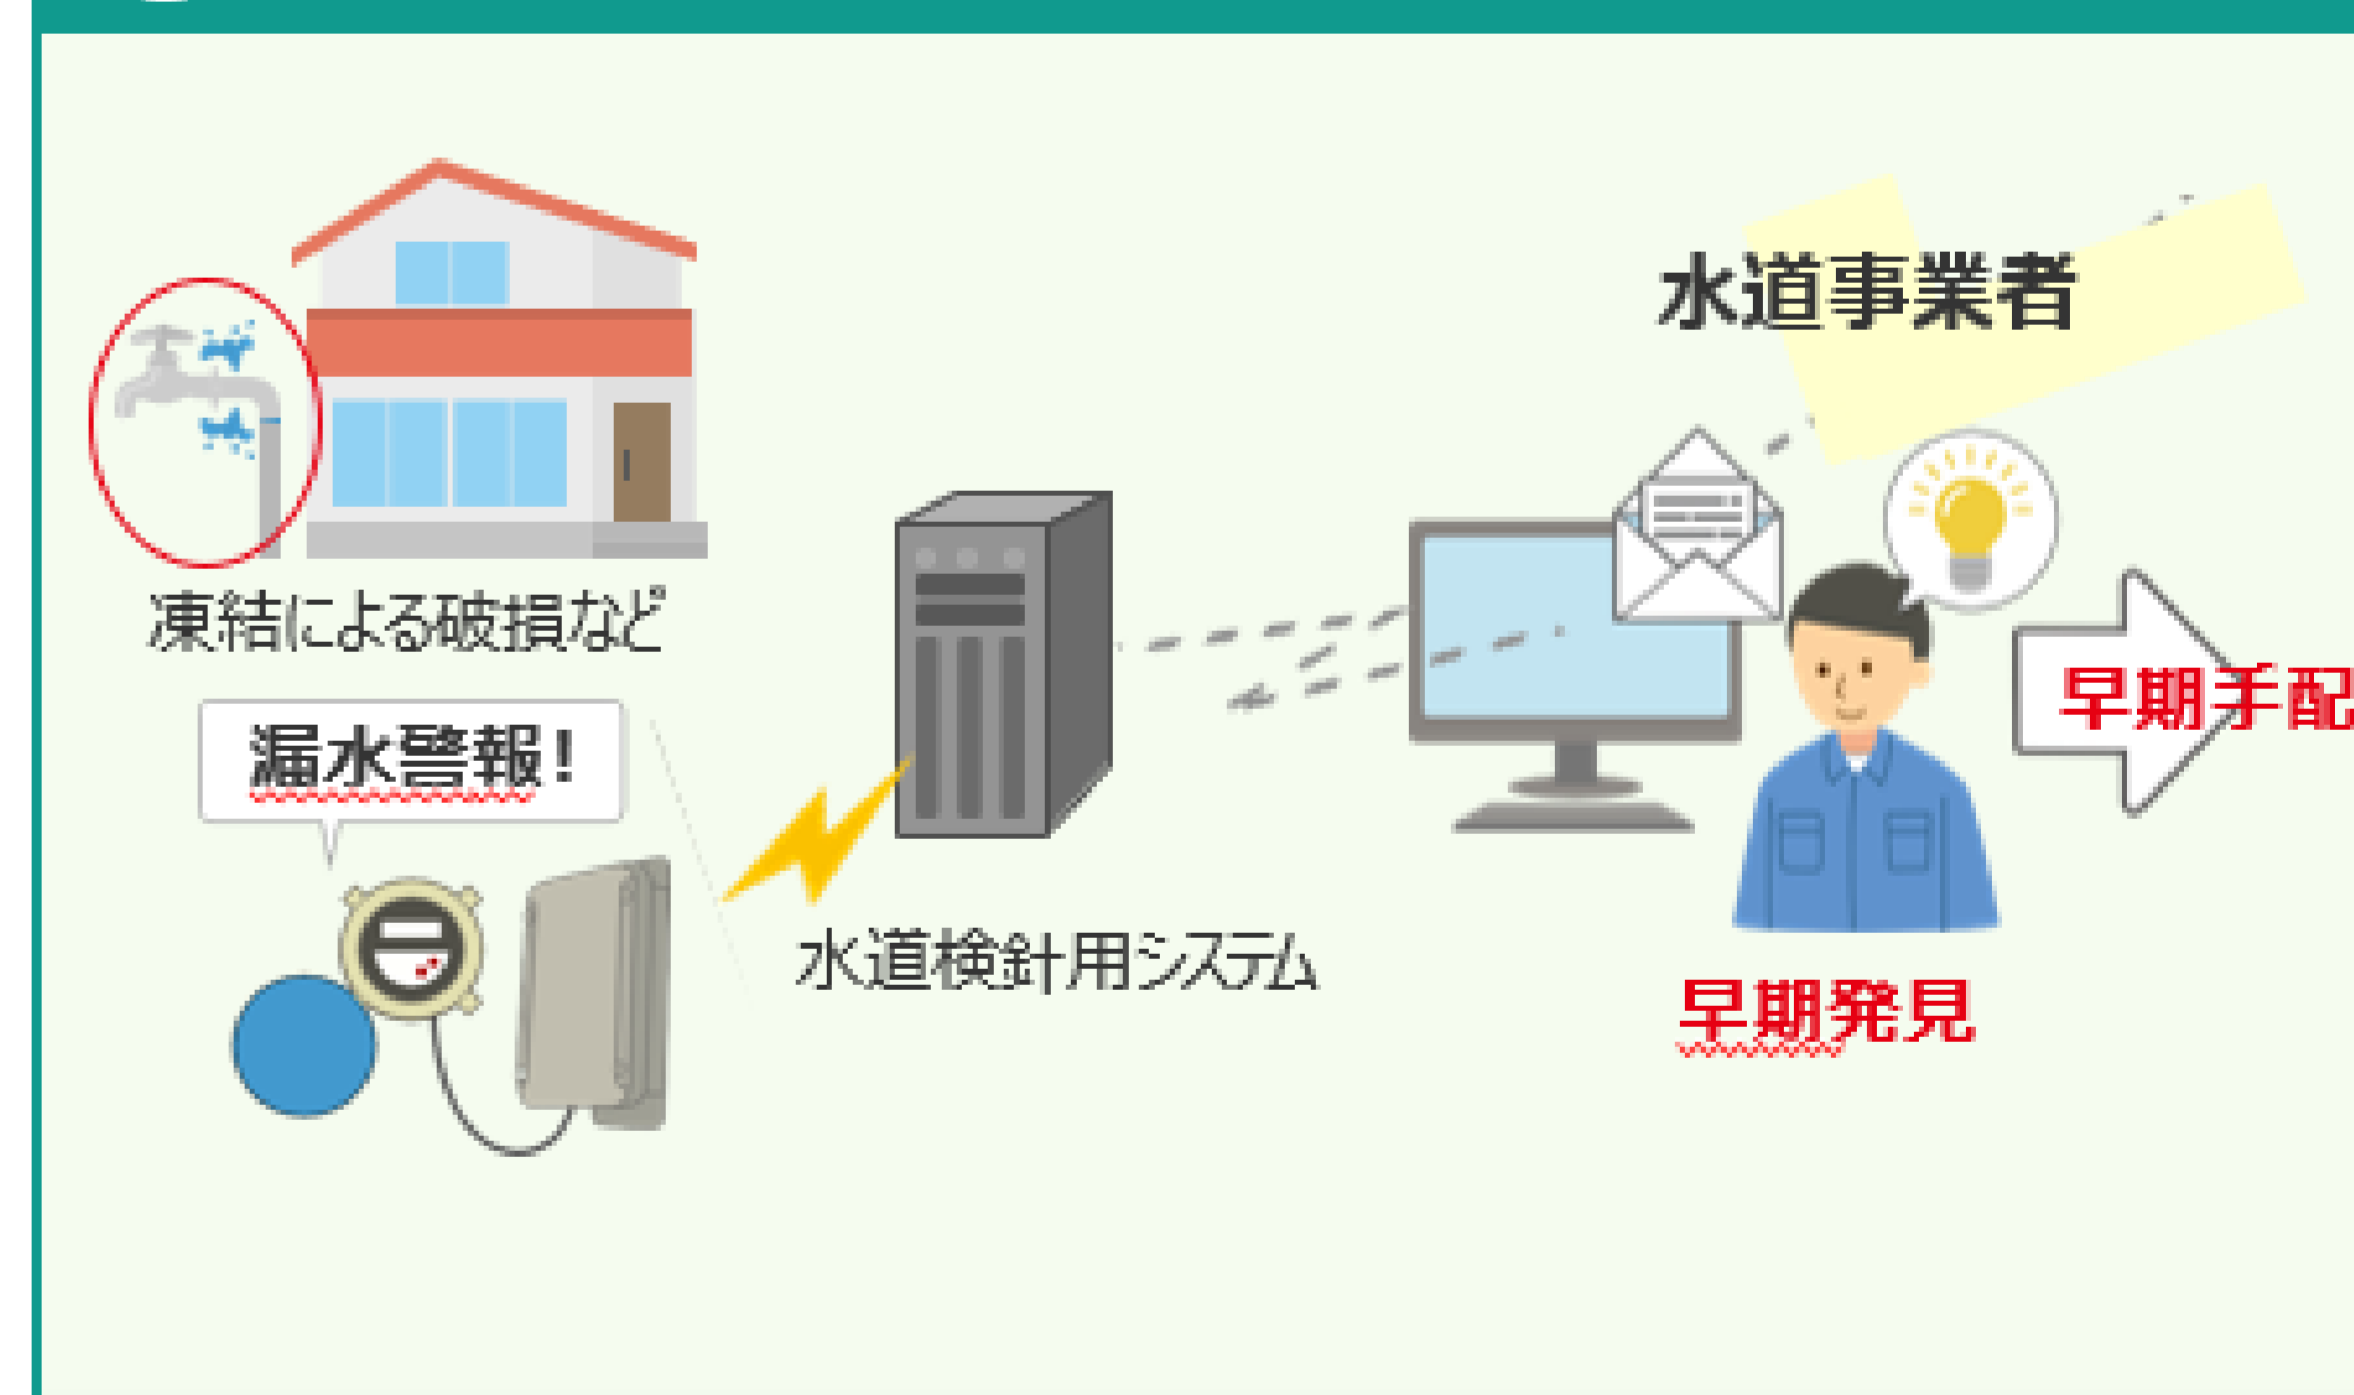 水道事業者
凍結による破損など
漏水警報!
早期手配
水道検針用システム
早期発見